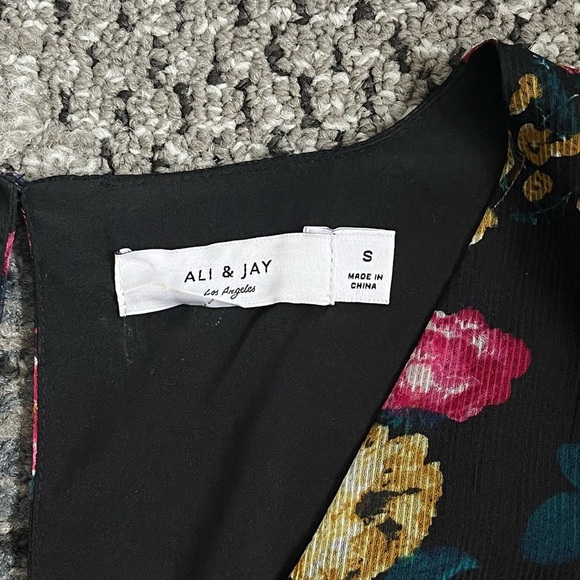 ALI & JAY
Los Angeles
S
MADE IN
CHINA